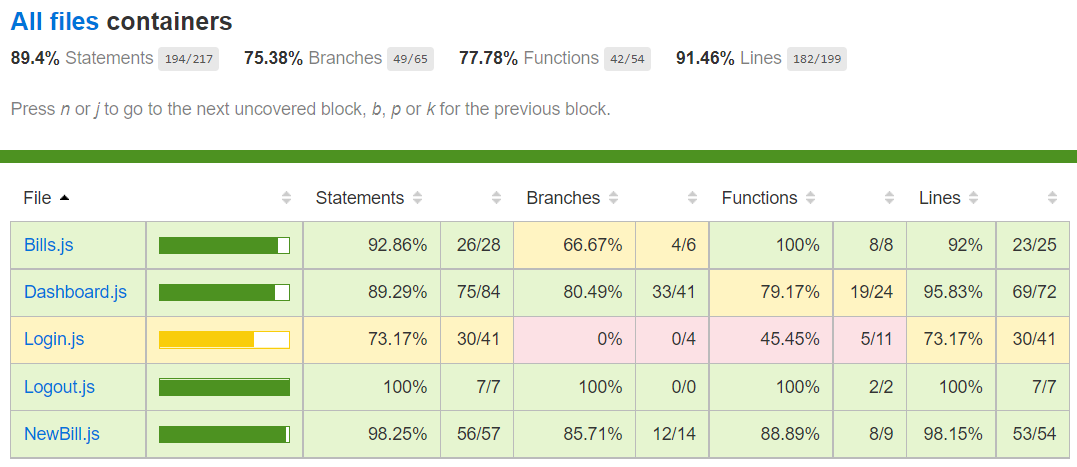 All files containers
89.4% Statements 194/217 75.38% Branches 49/65 77.78% Functions 42/54 91.46% Lines 182/199
Press n or j to go to the next uncovered block, b, p or k for the previous block.
File Statements Branches Functions Lines
Bills.js 92.86% 26/28 66.67% 4/6 100% 8/8 92% 23/25
Dashboard.js 89.29% 75/84 80.49% 33/41 79.17% 19/24 95.83% 69/72
Login.js 73.17% 30/41 0% 0/4 45.45% 5/11 73.17% 30/41
Logout.js 100% 7/7 100% 0/0 100% 2/2 100% 7/7
NewBill.js 98.25% 56/57 85.71% 12/14 88.89% 8/9 98.15% 53/54